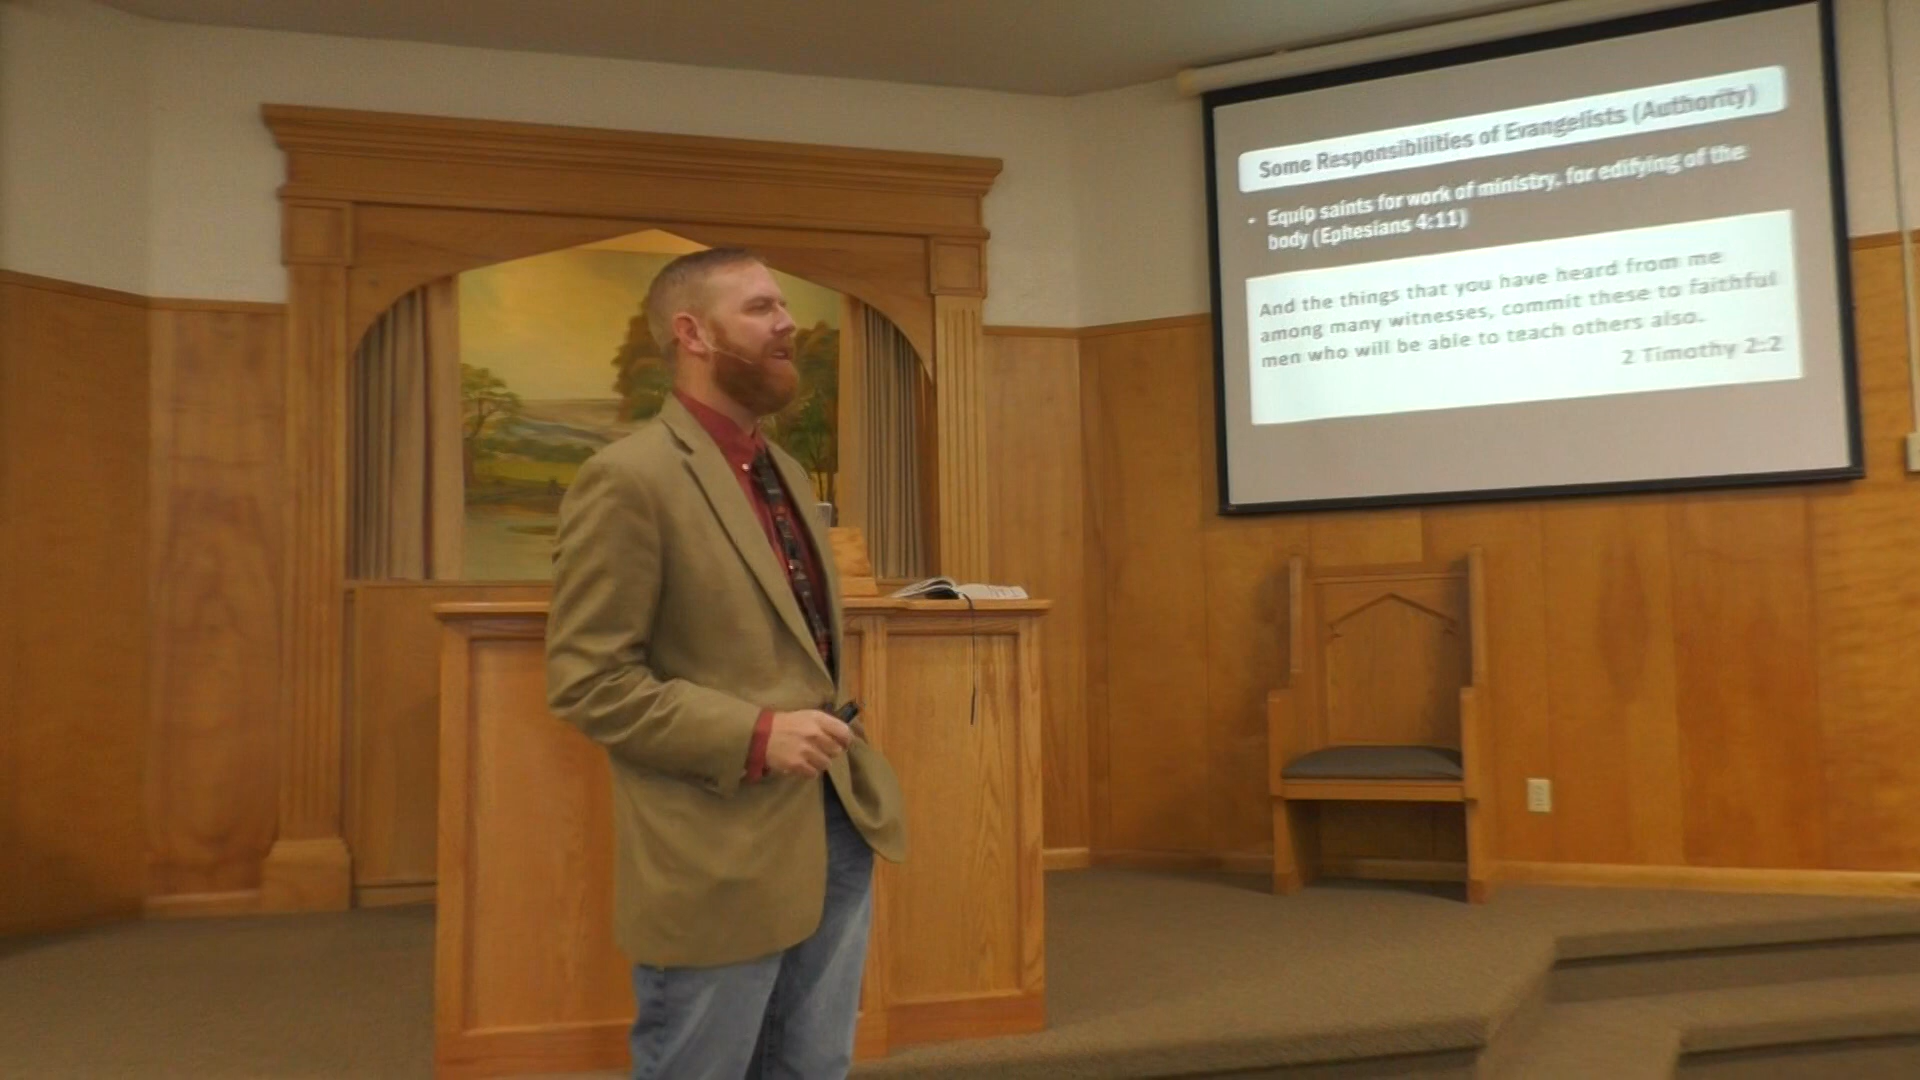 Some Responsibliities of Evangelists (Authority)
• Equip saints for work of ministry, for edifying of the
body (Ephesians 4:11)
And the things that you have heard from me
among many witnesses, commit these to faithful
men who will be able to teach others also.
2 Timothy 2:2